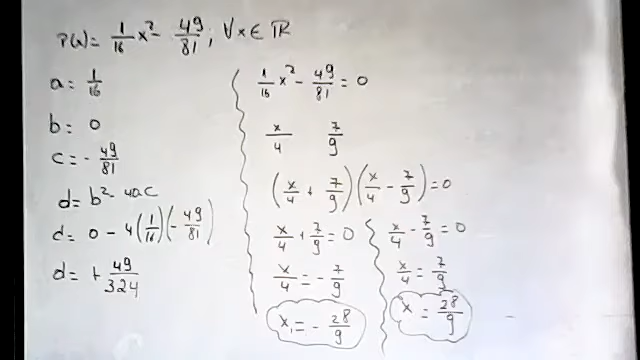 P(x) = 1/16 x² - 49/81 ; ∀x ∈ ℝ
a = 1/16
b = 0
c = - 49/81
d = b² - 4ac
d = 0 - 4(1/16)(- 49/81)
d = + 49/324
1/16 x² - 49/81 = 0
x/4 7/9
(x/4 + 7/9)(x/4 - 7/9) = 0
x/4 + 7/9 = 0
x/4 = - 7/9
x₁ = - 28/9
x/4 - 7/9 = 0
x/4 = 7/9
x = 28/9